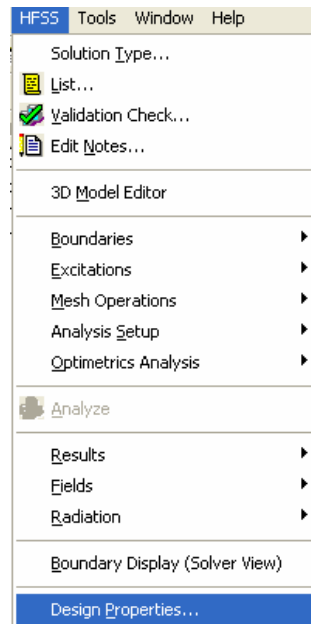 HFSS Tools Window Help
Solution Type...
List...
Validation Check...
Edit Notes...
3D Model Editor
Boundaries
Excitations
Mesh Operations
Analysis Setup
Optimetrics Analysis
Analyze
Results
Fields
Radiation
Boundary Display (Solver View)
Design Properties...